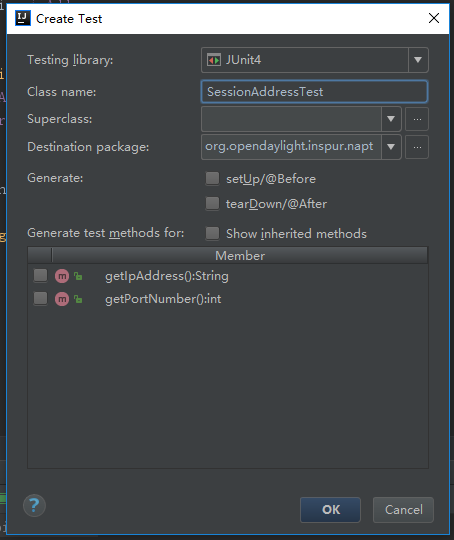 Create Test
Testing library:
JUnit4
Class name:
SessionAddressTest
Superclass:
...
Destination package:
org.opendaylight.inspur.napt
...
Generate:
setUp/@Before
tearDown/@After
Generate test methods for:
Show inherited methods
Member
m getIpAddress():String
m getPortNumber():int
?
OK
Cancel